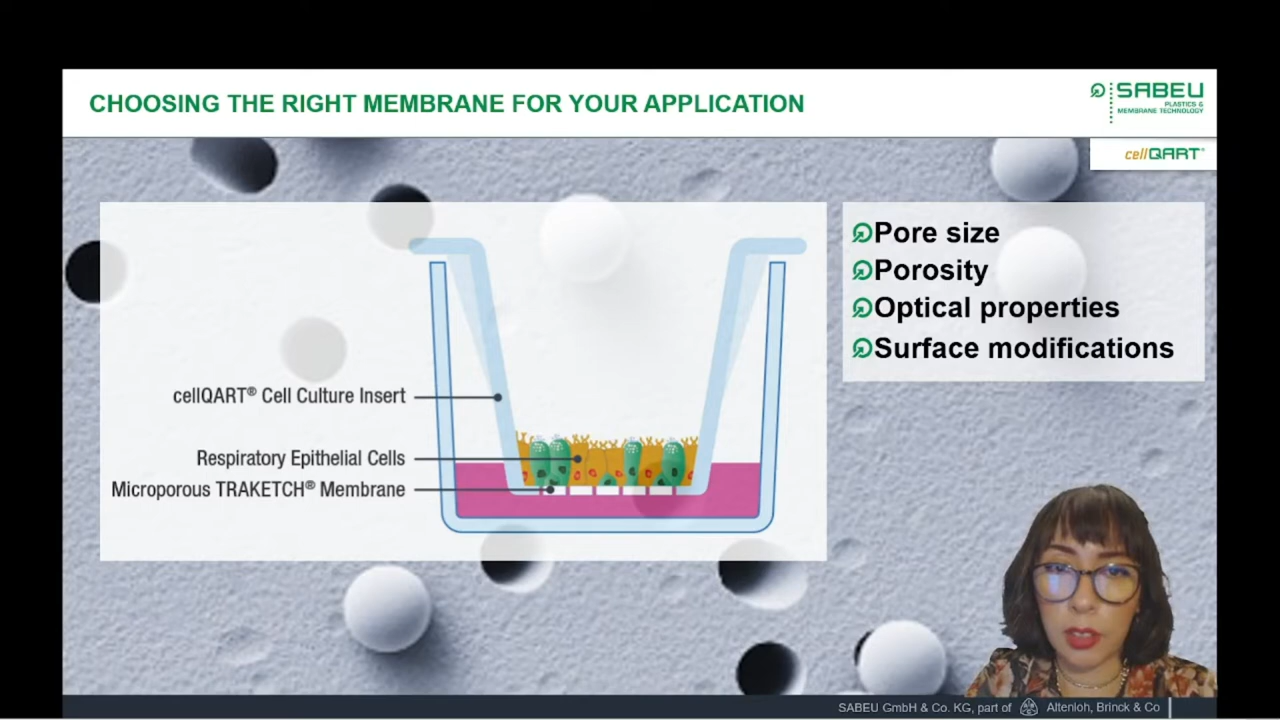 CHOOSING THE RIGHT MEMBRANE FOR YOUR APPLICATION
SABEU
PLASTICS &
MEMBRANE TECHNOLOGY
cellQART®
Pore size
Porosity
Optical properties
Surface modifications
cellQART® Cell Culture Insert
Respiratory Epithelial Cells
Microporous TRAKETCH® Membrane
SABEU GmbH & Co. KG, part of Altenloh, Brinck & Co